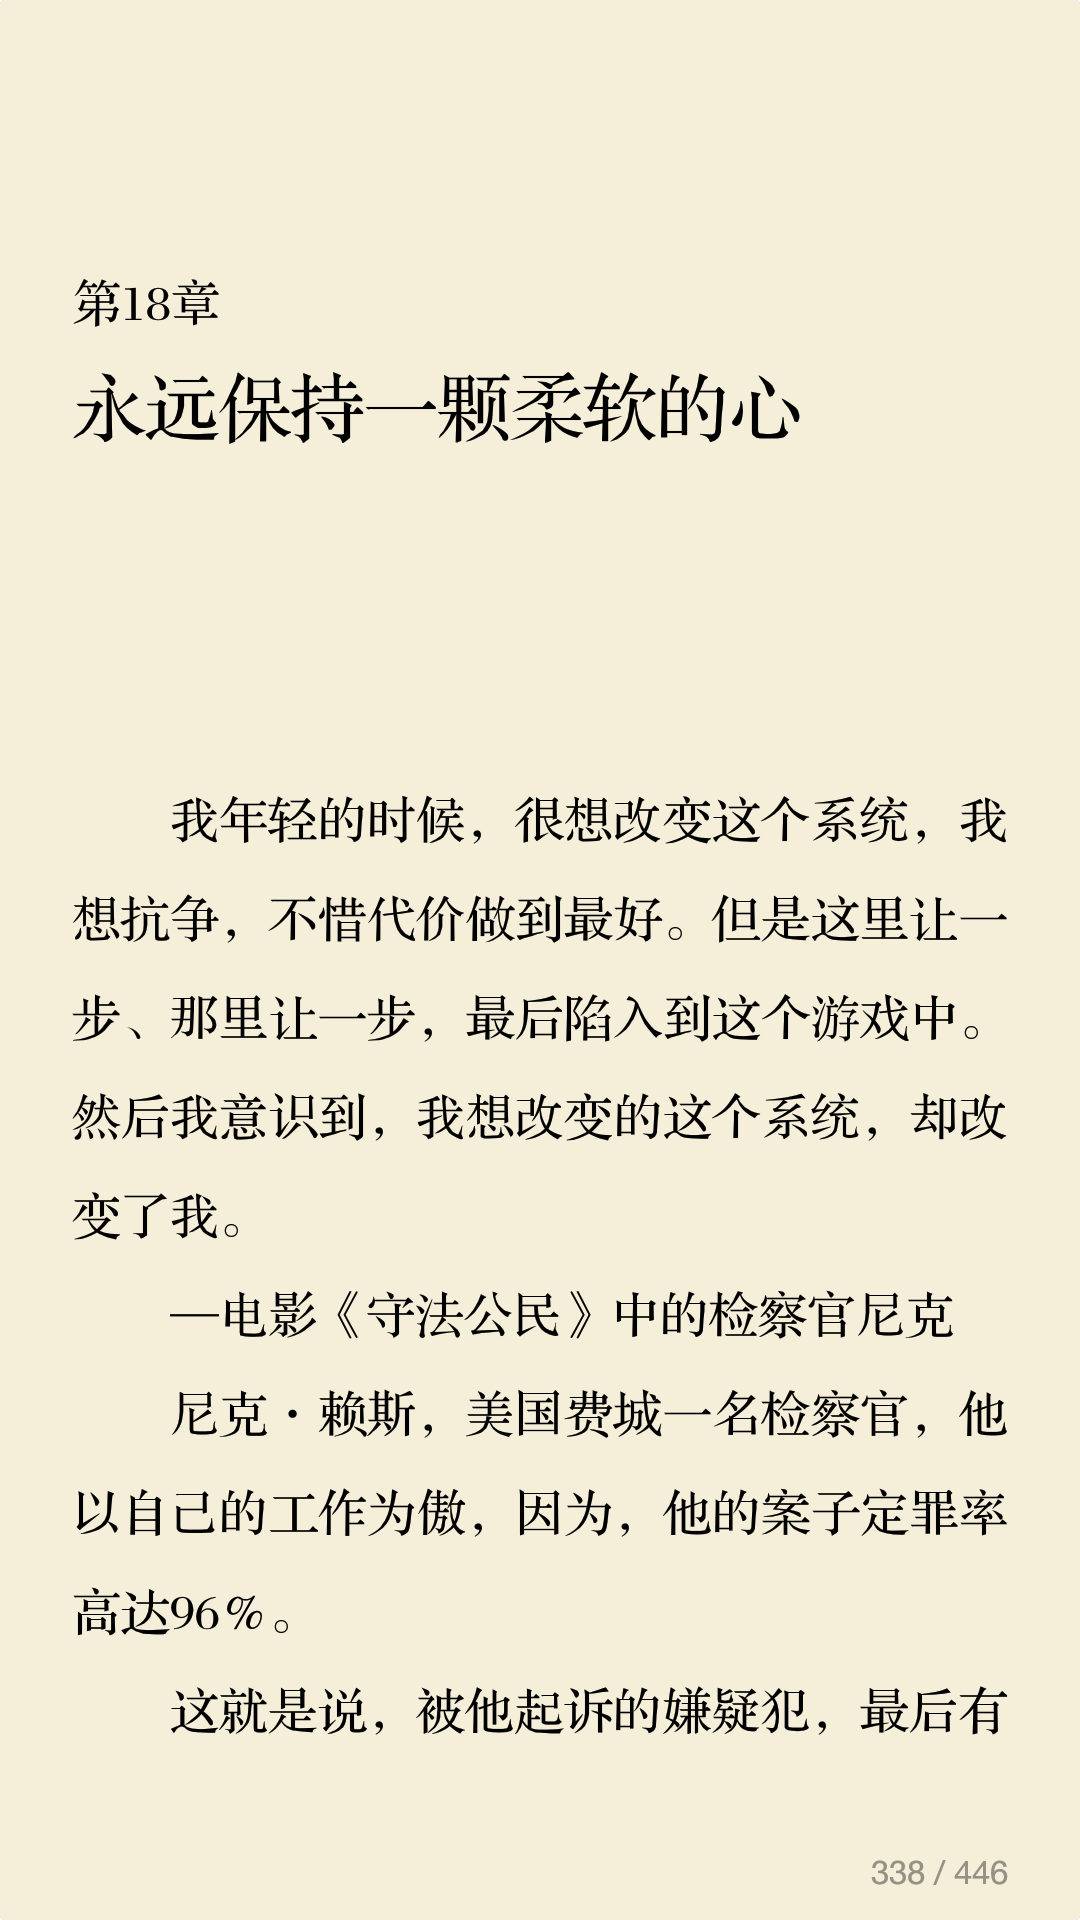 第18章
永远保持一颗柔软的心
我年轻的时候，很想改变这个系统，我
想抗争，不惜代价做到最好。但是这里让一
步、那里让一步，最后陷入到这个游戏中。
然后我意识到，我想改变的这个系统，却改
变了我。
—电影《守法公民》中的检察官尼克
尼克·赖斯，美国费城一名检察官，他
以自己的工作为傲，因为，他的案子定罪率
高达96%。
这就是说，被他起诉的嫌疑犯，最后有
338 / 446